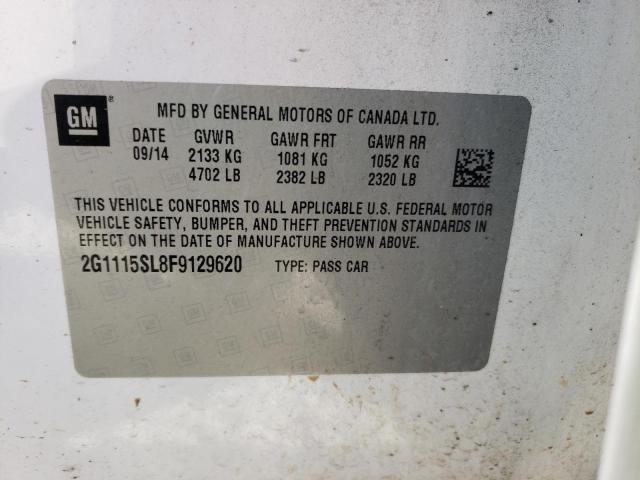 GM ®
MFD BY GENERAL MOTORS OF CANADA LTD.
DATE GVWR GAWR FRT GAWR RR
09/14 2133 KG 1081 KG 1052 KG
4702 LB 2382 LB 2320 LB
THIS VEHICLE CONFORMS TO ALL APPLICABLE U.S. FEDERAL MOTOR
VEHICLE SAFETY, BUMPER, AND THEFT PREVENTION STANDARDS IN
EFFECT ON THE DATE OF MANUFACTURE SHOWN ABOVE.
2G1115SL8F9129620 TYPE: PASS CAR